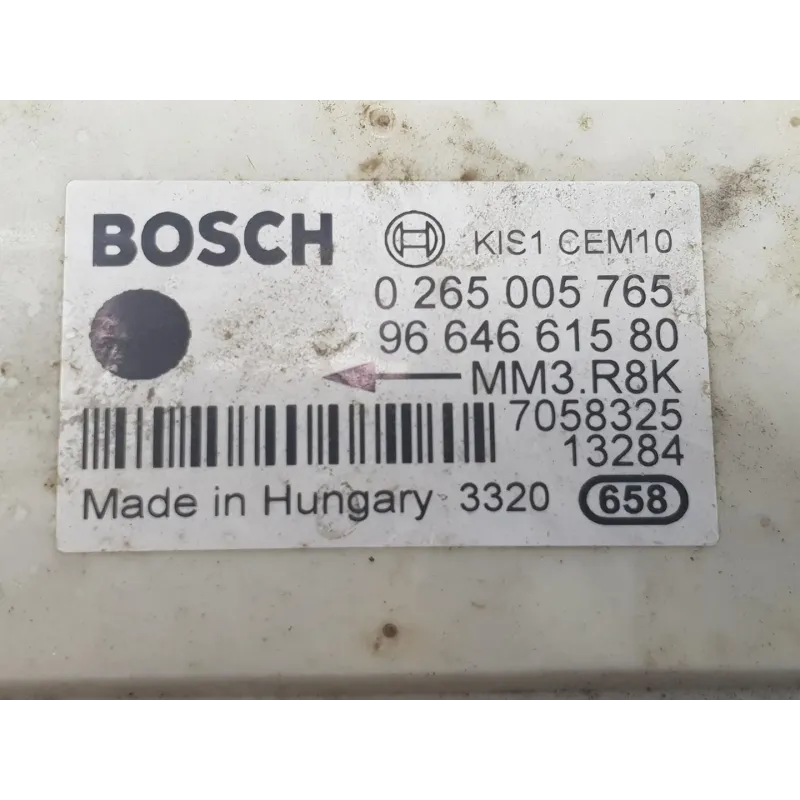 BOSCH KIS1 CEM10
0 265 005 765
96 646 615 80
MM3.R8K
7058325
13284
Made in Hungary 3320 658